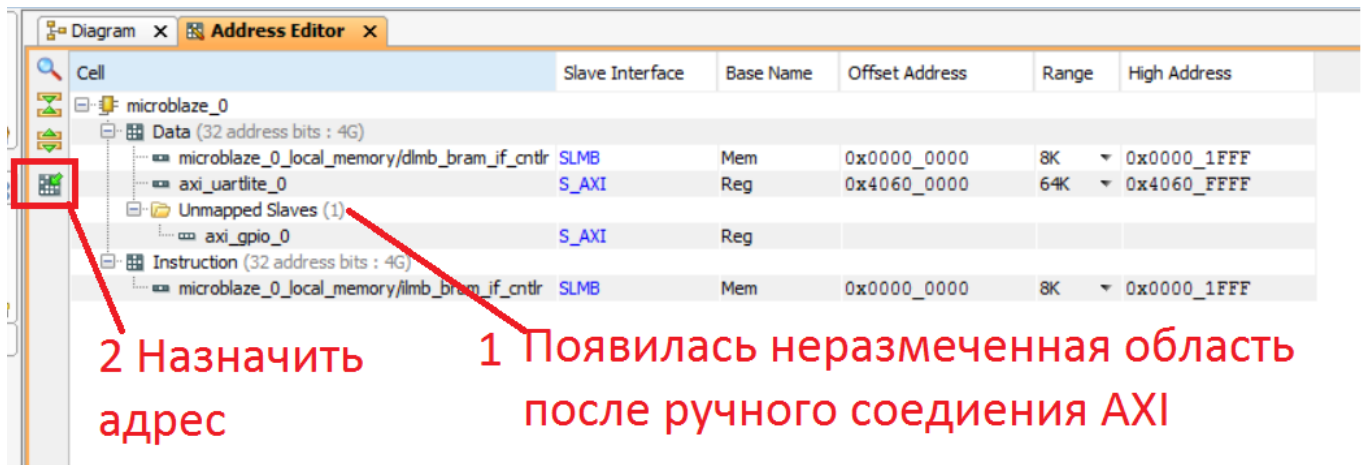 Diagram X Address Editor X
Cell Slave Interface Base Name Offset Address Range High Address
microblaze_0
Data (32 address bits : 4G)
microblaze_0_local_memory/dlmb_bram_if_cntlr SLMB Mem 0x0000_0000 8K 0x0000_1FFF
axi_uartlite_0 S_AXI Reg 0x4060_0000 64K 0x4060_FFFF
Unmapped Slaves (1)
axi_gpio_0 S_AXI Reg
Instruction (32 address bits : 4G)
microblaze_0_local_memory/ilmb_bram_if_cntlr SLMB Mem 0x0000_0000 8K 0x0000_1FFF
2 Назначить
адрес
1 Появилась неразмеченная область
после ручного соедиения AXI